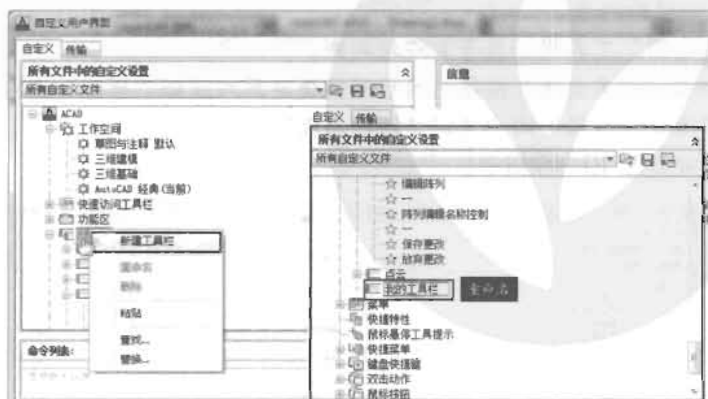 自定义用户界面
自定义 传输
所有文件中的自定义设置
所有自定义文件
ACAD
工作空间
草图与注释 默认
三维建模
三维基础
AutoCAD 经典(当前)
快速访问工具栏
功能区
新建工具栏
重命名
删除
粘贴
查找...
替换...
命令列表:
信息
自定义 传输
所有文件中的自定义设置
所有自定义文件
编辑阵列
一
阵列编辑名称控制
一
保存更改
放弃更改
点云
我的工具栏
重命名
菜单
快捷特性
鼠标悬停工具提示
快捷菜单
键盘快捷键
双击动作
鼠标按钮